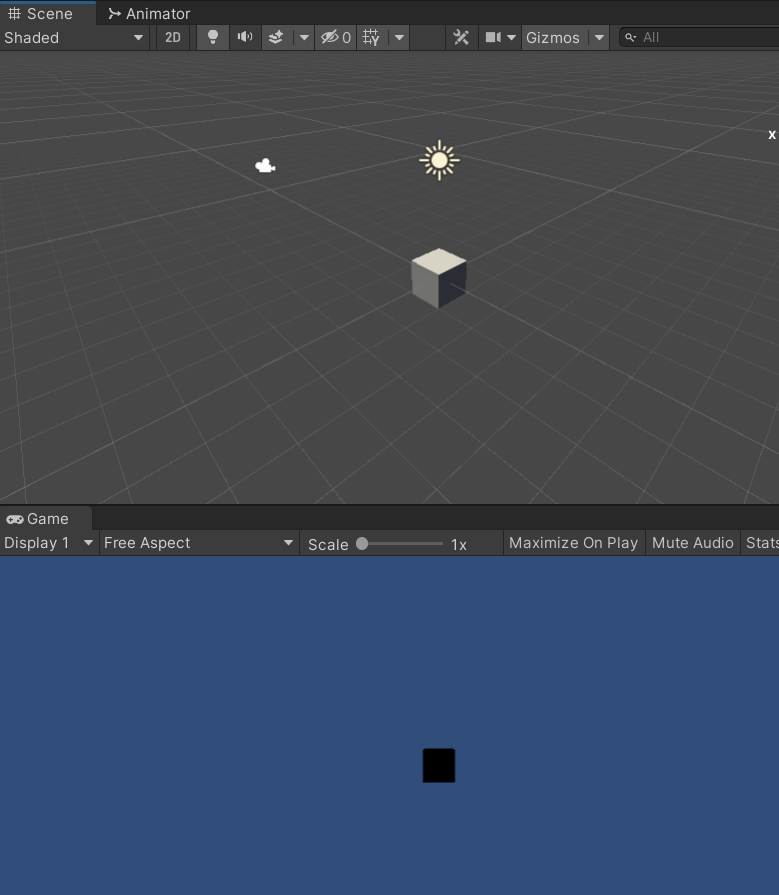 Scene Animator
Shaded 2D 0 Gizmos All
x
Game
Display 1 Free Aspect Scale 1x Maximize On Play Mute Audio Stats